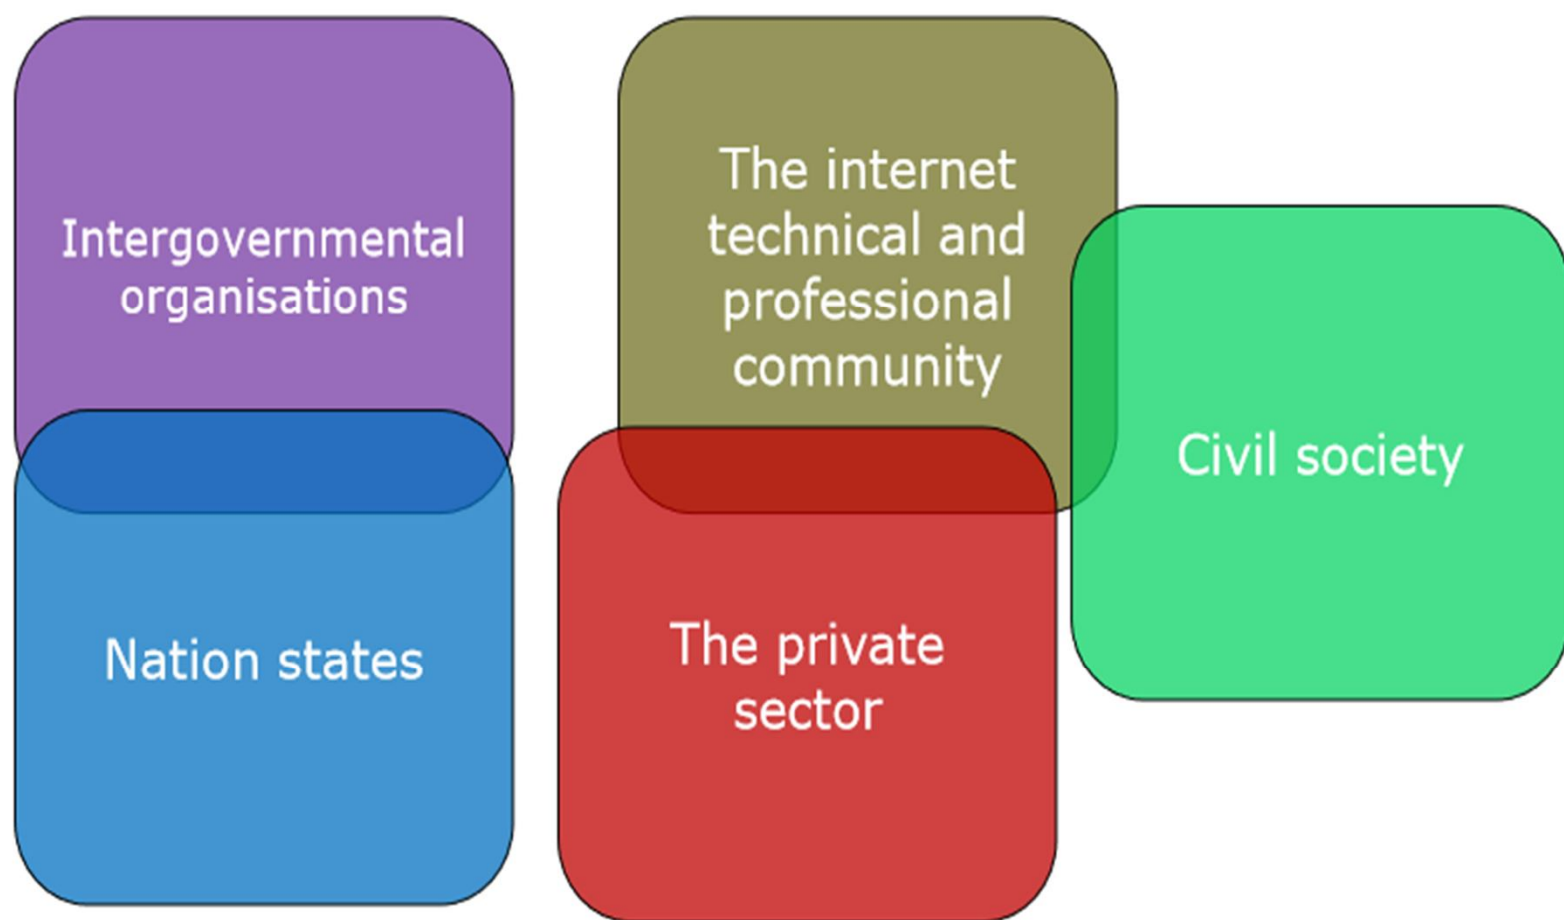 Intergovernmental
organisations
The internet
technical and
professional
community
Civil society
Nation states
The private
sector